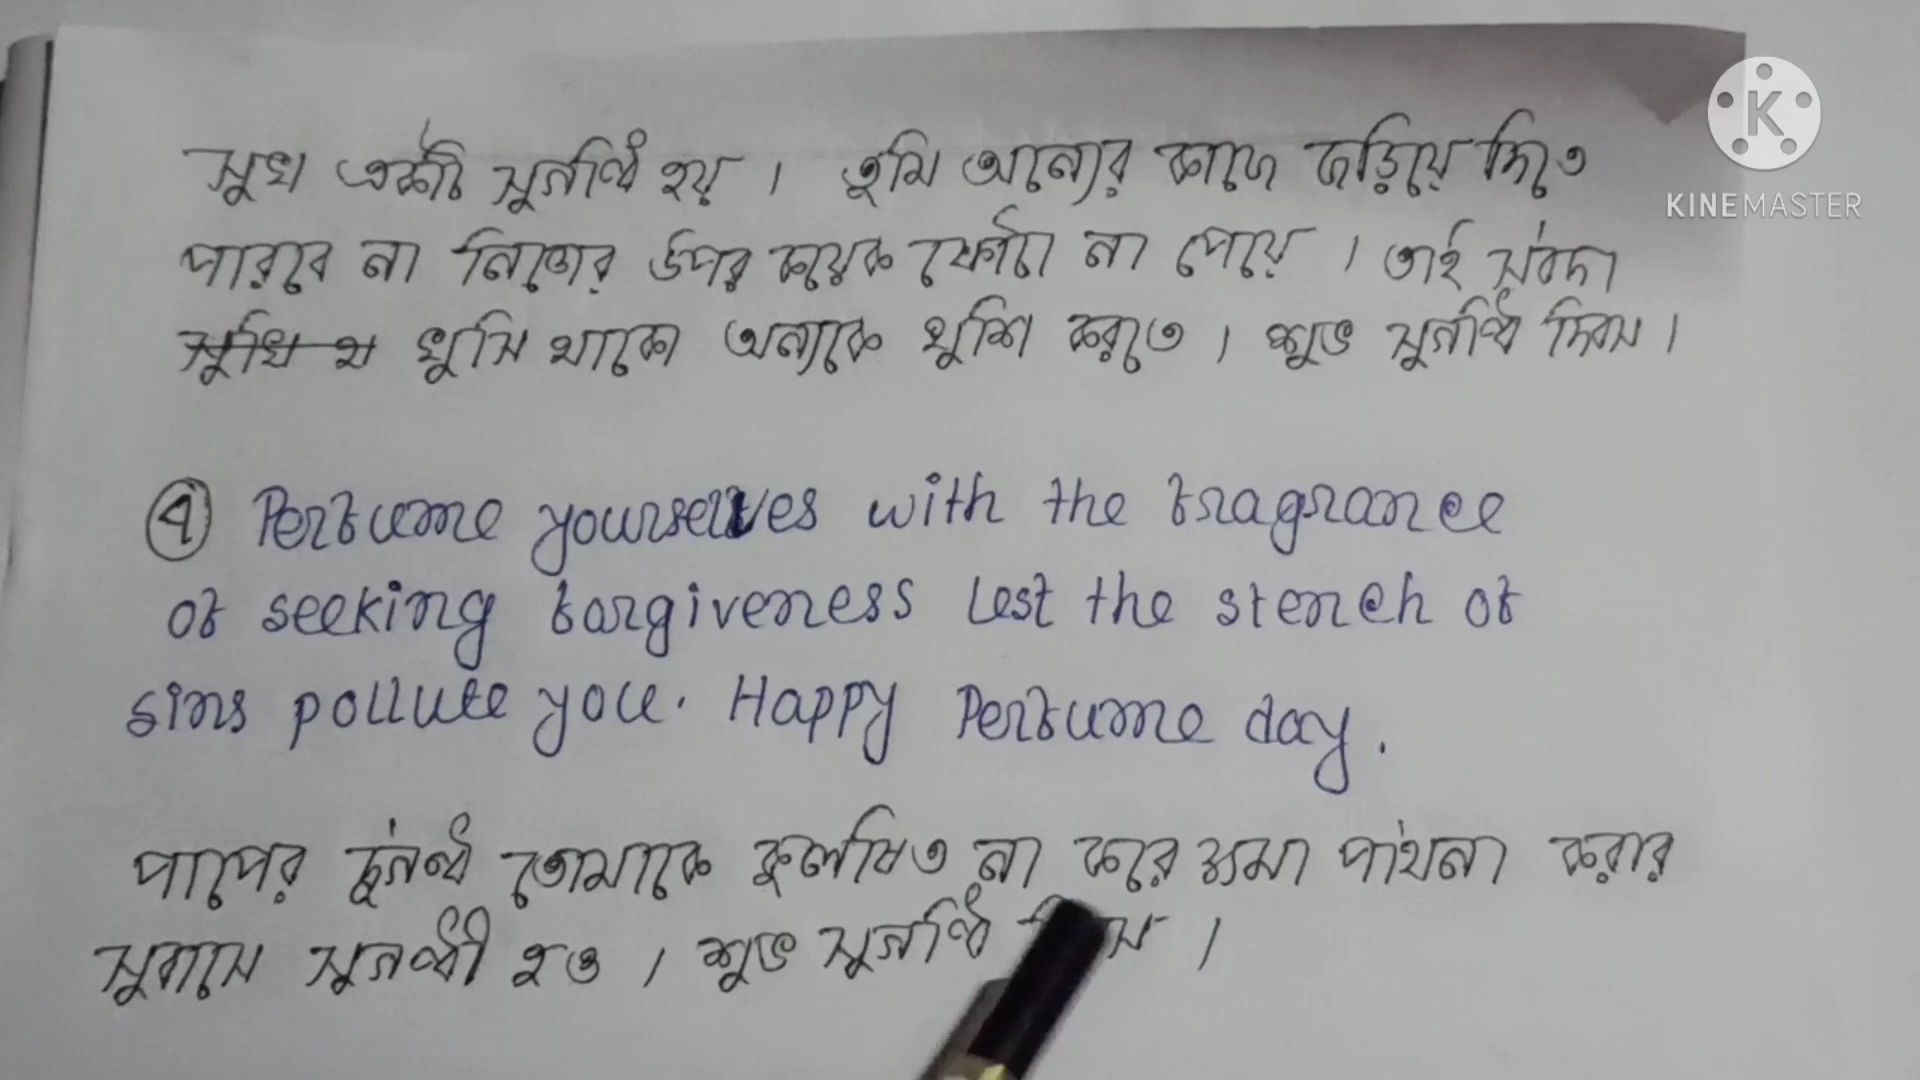 সুখ একটা সুগন্ধি হয় । তুমি অন্যের কাছে ছড়িয়ে দিতে
পারবে না নিজের উপর কয়েক ফোটা না পেয়ে । তাই সর্বদা
খুসি থাকো অন্যকে খুশি করতে । শুভ সুগন্ধি দিবস ।
④ Perfume yourselves with the fragrance
of seeking forgiveness lest the stench of
sins pollute you. Happy Perfume day.
পাপের দুর্গন্ধ তোমাকে কুলষিত না করে ক্ষমা পার্থনা করার
সুবাসে সুগন্ধী হও । শুভ সুগন্ধি ।
K
KINEMASTER